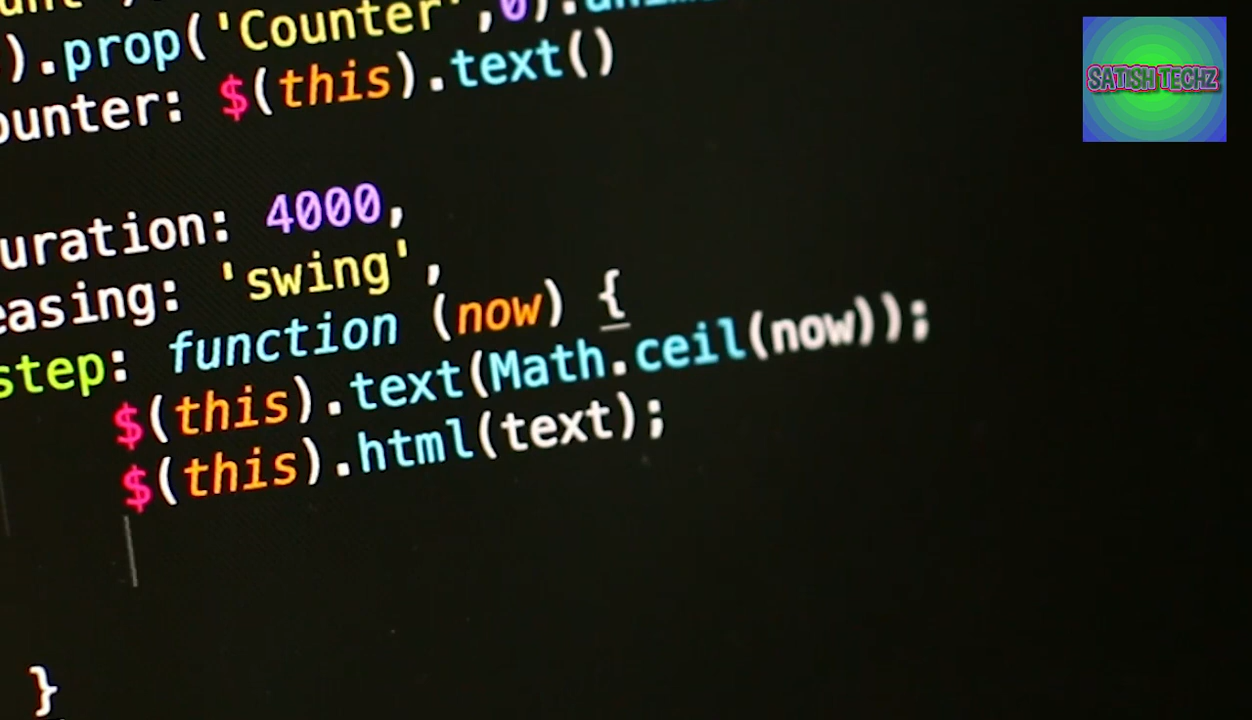 ).prop('Counter',0).
ounter: $(this).text()
SATISH TECHZ
uration: 4000,
easing: 'swing',
step: function (now) {
$(this).text(Math.ceil(now));
$(this).html(text);
}